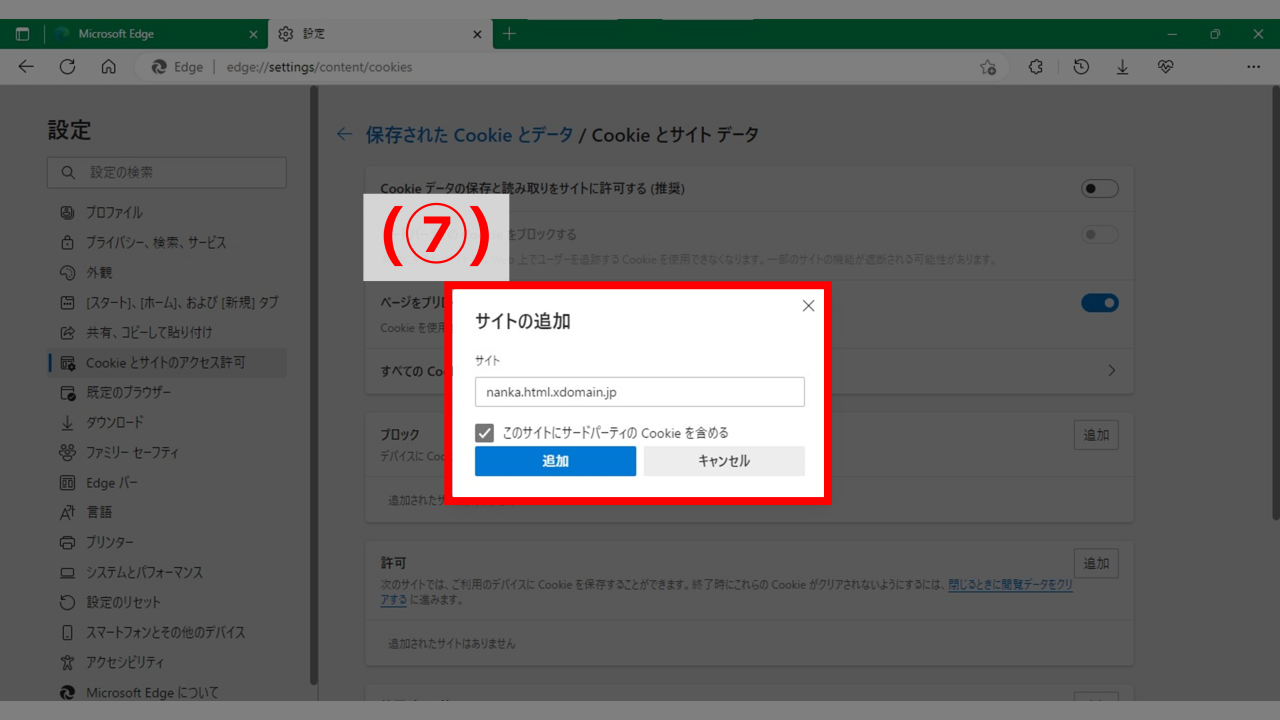 Microsoft Edge
設定
Edge | edge://settings/content/cookies
設定
設定の検索
プロファイル
プライバシー、検索、サービス
外観
[スタート]、[ホーム]、および [新規] タブ
共有、コピーして貼り付け
Cookie とサイトのアクセス許可
既定のブラウザー
ダウンロード
ファミリー セーフティ
Edge バー
言語
プリンター
システムとパフォーマンス
設定のリセット
スマートフォンとその他のデバイス
アクセシビリティ
Microsoft Edge について
保存された Cookie とデータ / Cookie とサイト データ
Cookie データの保存と読み取りをサイトに許可する (推奨)
(⑦)
をブロックする
上でユーザーを追跡する Cookie を使用できなくなります。一部のサイトの機能が遮断される可能性があります。
ページをプリ
Cookie を使用
すべての Co
サイトの追加
サイト
nanka.html.xdomain.jp
このサイトにサードパーティの Cookie を含める
追加
キャンセル
ブロック
追加
デバイスに Coo
追加されたサ
許可
追加
次のサイトでは、ご利用のデバイスに Cookie を保存することができます。終了時にこれらの Cookie がクリアされないようにするには、閉じるときに閲覧データをクリ
アする に進みます。
追加されたサイトはありません